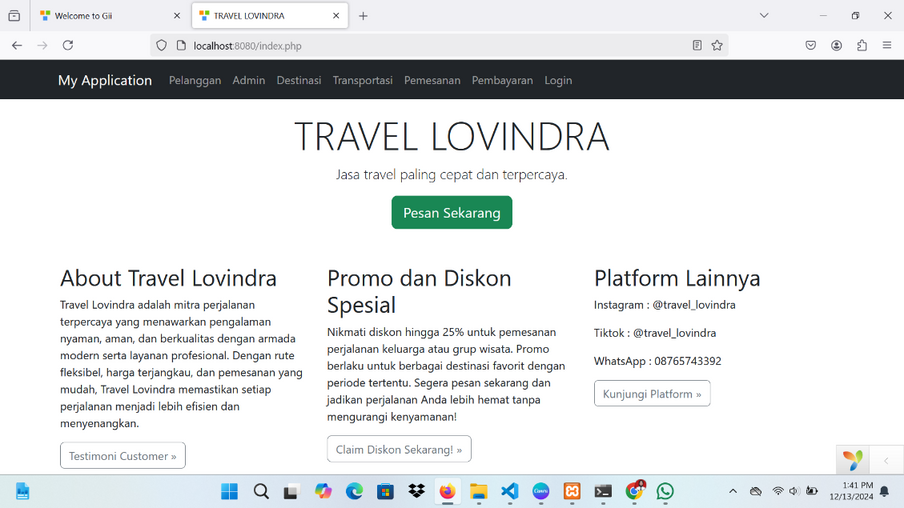 Welcome to Gii
TRAVEL LOVINDRA
localhost:8080/index.php
My Application Pelanggan Admin Destinasi Transportasi Pemesanan Pembayaran Login
TRAVEL LOVINDRA
Jasa travel paling cepat dan terpercaya.
Pesan Sekarang
About Travel Lovindra
Travel Lovindra adalah mitra perjalanan
terpercaya yang menawarkan pengalaman
nyaman, aman, dan berkualitas dengan armada
modern serta layanan profesional. Dengan rute
fleksibel, harga terjangkau, dan pemesanan yang
mudah, Travel Lovindra memastikan setiap
perjalanan menjadi lebih efisien dan
menyenangkan.
Testimoni Customer »
Promo dan Diskon
Spesial
Nikmati diskon hingga 25% untuk pemesanan
perjalanan keluarga atau grup wisata. Promo
berlaku untuk berbagai destinasi favorit dengan
periode tertentu. Segera pesan sekarang dan
jadikan perjalanan Anda lebih hemat tanpa
mengurangi kenyamanan!
Claim Diskon Sekarang! »
Platform Lainnya
Instagram : @travel_lovindra
Tiktok : @travel_lovindra
WhatsApp : 08765743392
Kunjungi Platform »
1:41 PM
12/13/2024